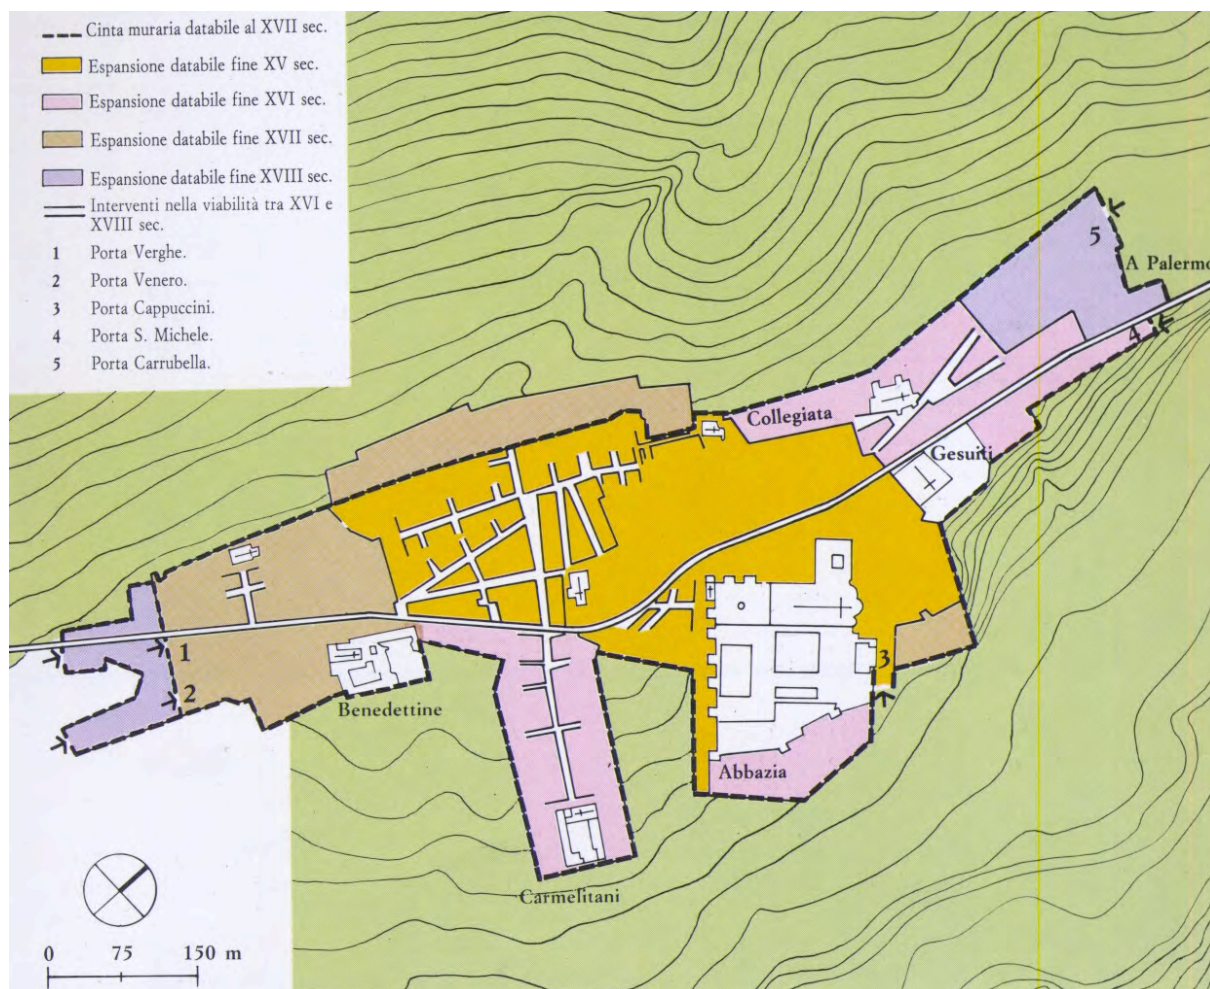 Cinta muraria databile al XVII sec.
Espansione databile fine XV sec.
Espansione databile fine XVI sec.
Espansione databile fine XVII sec.
Espansione databile fine XVIII sec.
Interventi nella viabilità tra XVI e
XVIII sec.
1 Porta Verghe.
2 Porta Venero.
3 Porta Cappuccini.
4 Porta S. Michele.
5 Porta Carrubella.
5
A Palermo
4
Collegiata
Gesuiti
1
3
2
Benedettine
Abbazia
Carmelitani
0 75 150 m